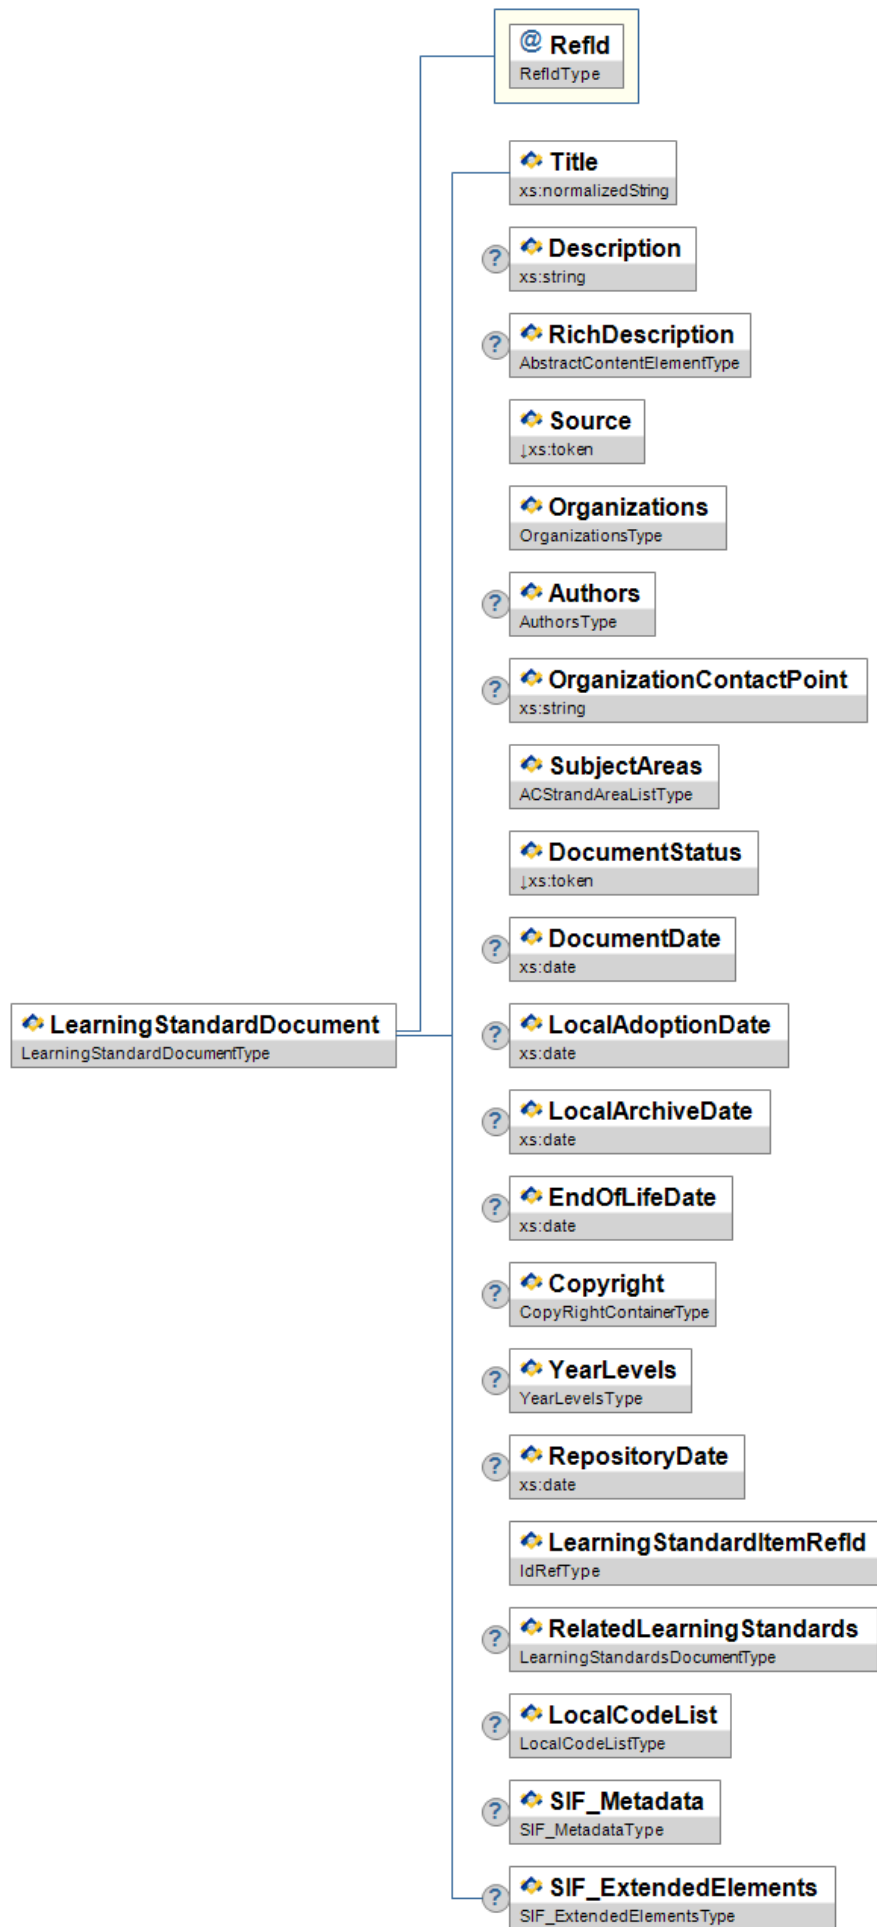 @ RefId
RefIdType
Title
xs:normalizedString
? Description
xs:string
? RichDescription
AbstractContentElementType
Source
↓xs:token
Organizations
OrganizationsType
? Authors
AuthorsType
? OrganizationContactPoint
xs:string
SubjectAreas
ACStrandAreaListType
DocumentStatus
↓xs:token
? DocumentDate
xs:date
LearningStandardDocument
LearningStandardDocumentType
? LocalAdoptionDate
xs:date
? LocalArchiveDate
xs:date
? EndOfLifeDate
xs:date
? Copyright
CopyRightContainerType
? YearLevels
YearLevelsType
? RepositoryDate
xs:date
LearningStandardItemRefId
IdRefType
? RelatedLearningStandards
LearningStandardsDocumentType
? LocalCodeList
LocalCodeListType
? SIF_Metadata
SIF_MetadataType
? SIF_ExtendedElements
SIF_ExtendedElementsType